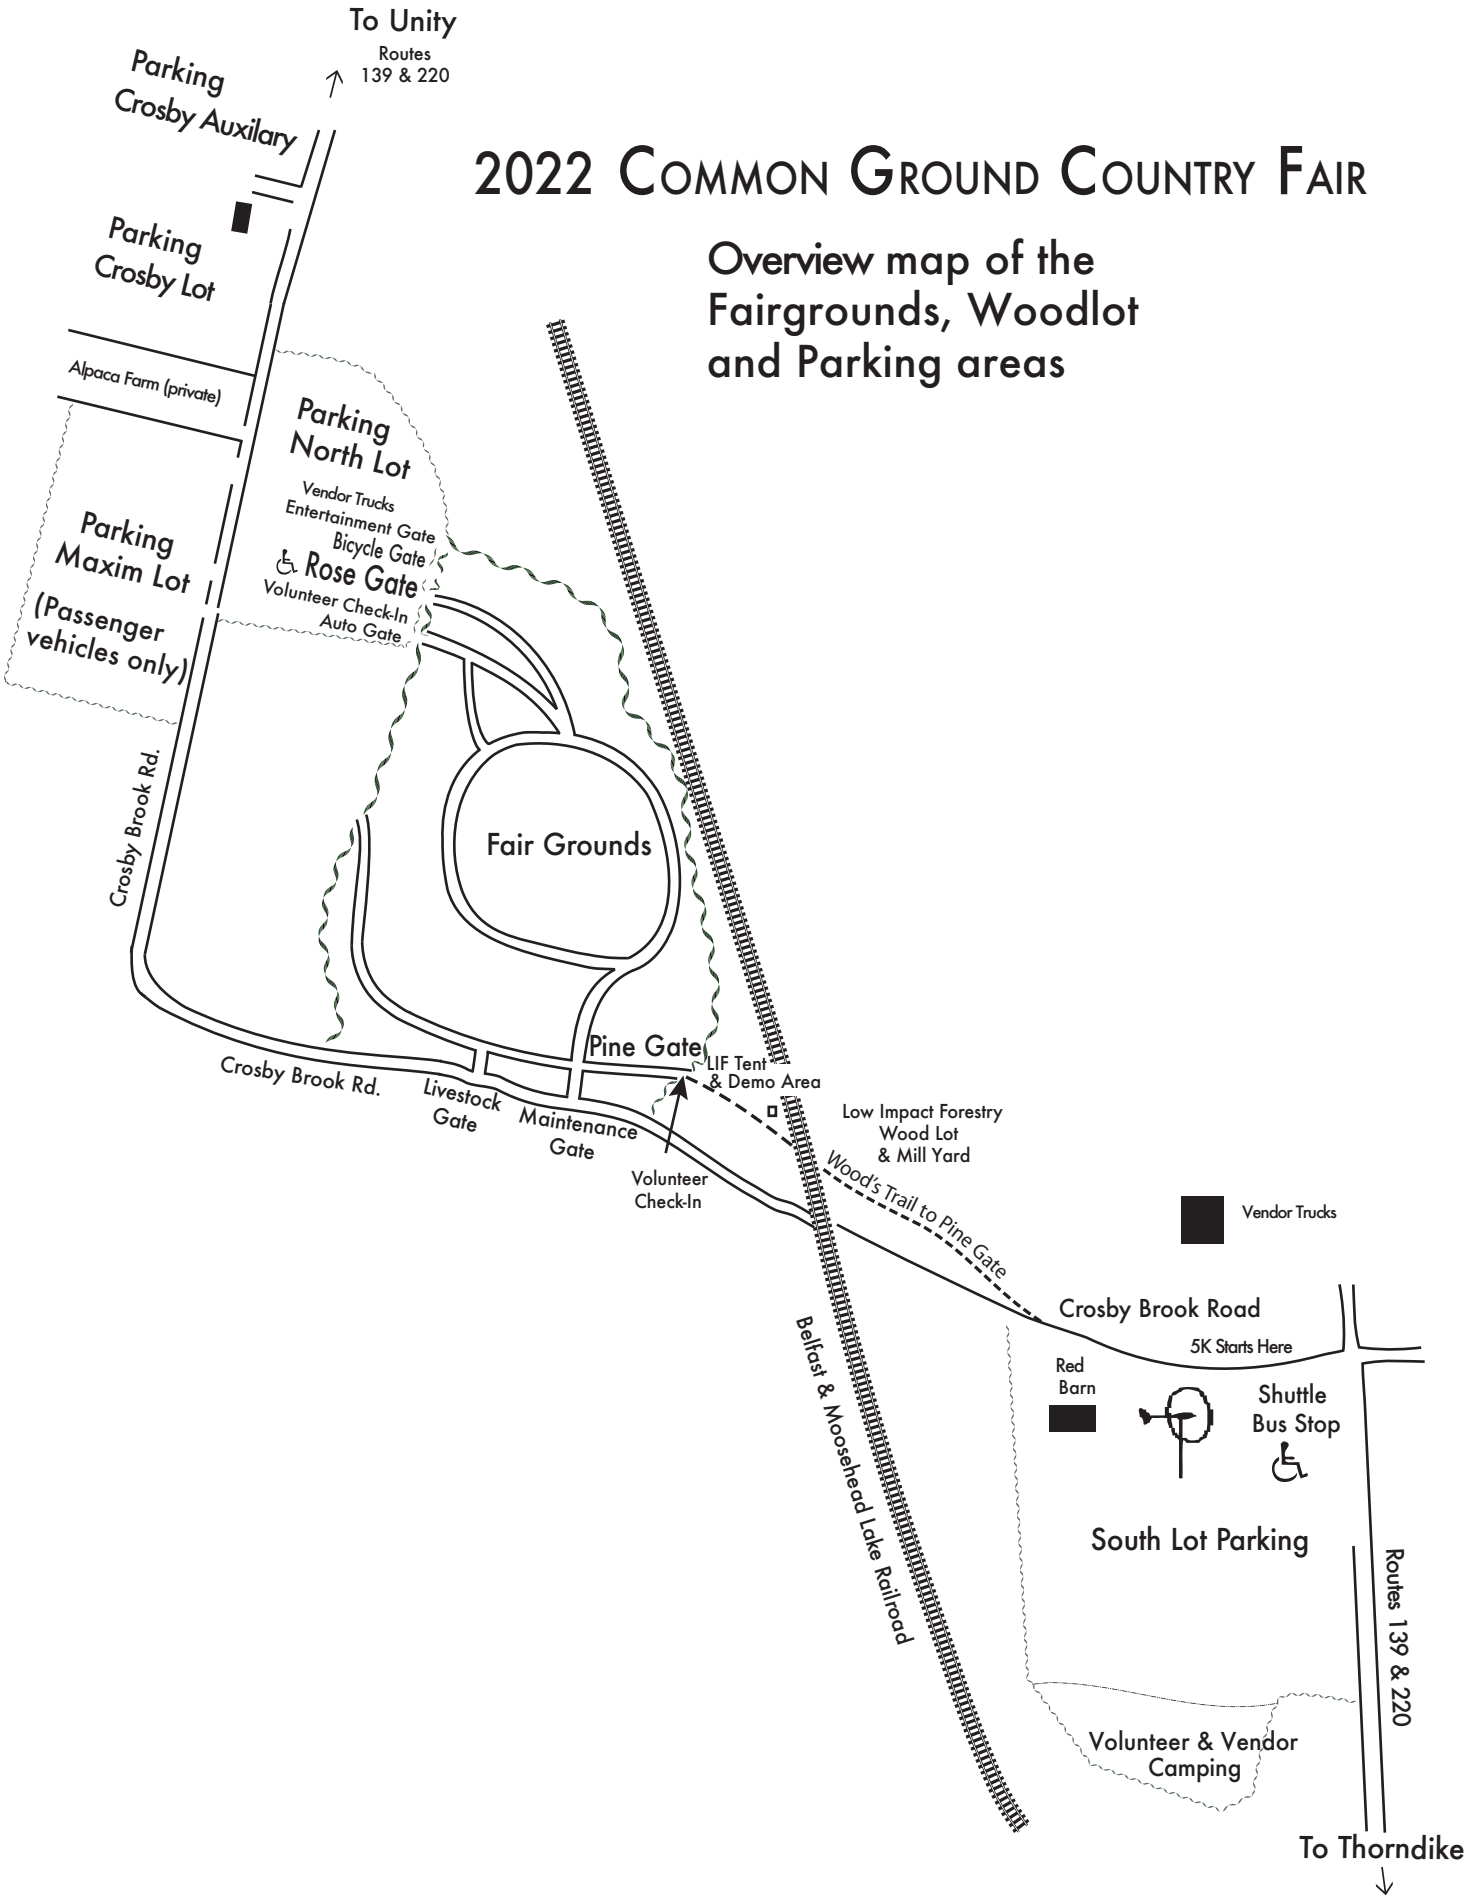 To Unity
Routes
139 & 220
Parking
Crosby Auxilary
2022 COMMON GROUND COUNTRY FAIR
Overview map of the
Fairgrounds, Woodlot
and Parking areas
Parking
Crosby Lot
Alpaca Farm (private)
Parking
North Lot
Vendor Trucks
Entertainment Gate
Bicycle Gate
Rose Gate
Volunteer Check-In
Auto Gate
Parking
Maxim Lot
(Passenger
vehicles only)
Crosby Brook Rd.
Fair Grounds
Pine Gate
LIF Tent
& Demo Area
Crosby Brook Rd.
Livestock
Gate
Maintenance
Gate
Volunteer
Check-In
Low Impact Forestry
Wood Lot
& Mill Yard
Wood's Trail to Pine Gate
Vendor Trucks
Crosby Brook Road
5K Starts Here
Belfast & Moosehead Lake Railroad
Red
Barn
Shuttle
Bus Stop
South Lot Parking
Routes 139 & 220
Volunteer & Vendor
Camping
To Thorndike